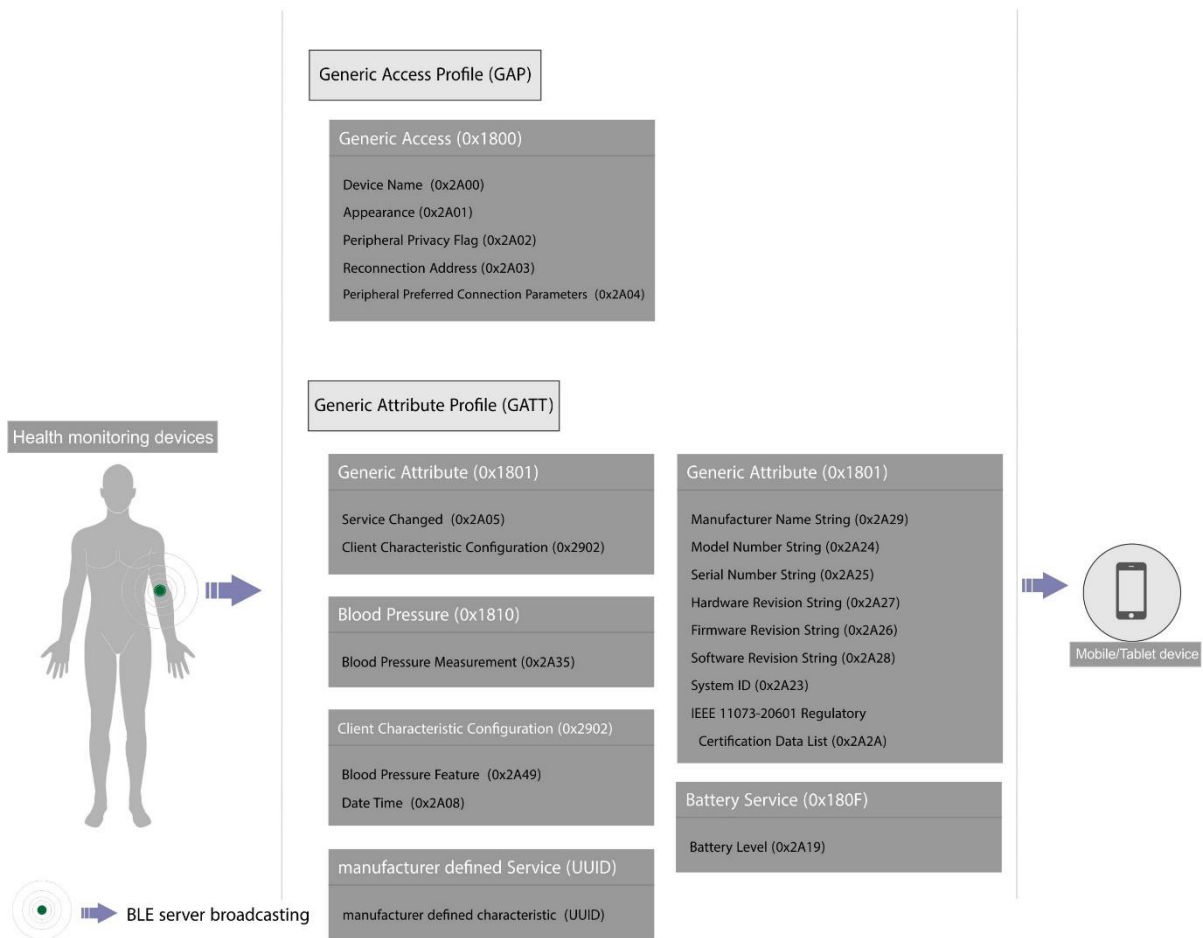 Generic Access Profile (GAP)
Generic Access (0x1800)
Device Name (0x2A00)
Appearance (0x2A01)
Peripheral Privacy Flag (0x2A02)
Reconnection Address (0x2A03)
Peripheral Preferred Connection Parameters (0x2A04)
Generic Attribute Profile (GATT)
Health monitoring devices
Generic Attribute (0x1801)
Service Changed (0x2A05)
Client Characteristic Configuration (0x2902)
Blood Pressure (0x1810)
Blood Pressure Measurement (0x2A35)
Client Characteristic Configuration (0x2902)
Blood Pressure Feature (0x2A49)
Date Time (0x2A08)
manufacturer defined Service (UUID)
manufacturer defined characteristic (UUID)
Generic Attribute (0x1801)
Manufacturer Name String (0x2A29)
Model Number String (0x2A24)
Serial Number String (0x2A25)
Hardware Revision String (0x2A27)
Firmware Revision String (0x2A26)
Software Revision String (0x2A28)
System ID (0x2A23)
IEEE 11073-20601 Regulatory
Certification Data List (0x2A2A)
Battery Service (0x180F)
Battery Level (0x2A19)
Mobile/Tablet device
BLE server broadcasting